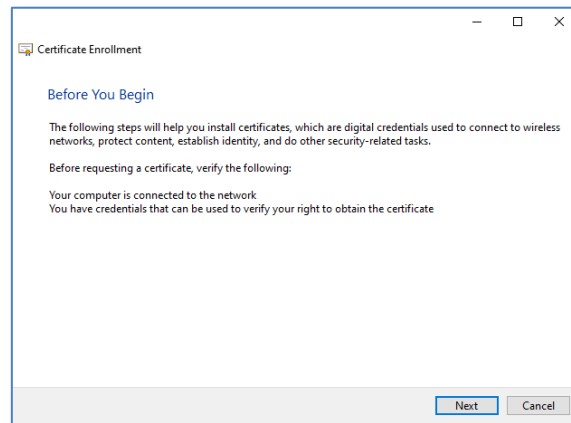 Certificate Enrollment
Before You Begin
The following steps will help you install certificates, which are digital credentials used to connect to wireless
networks, protect content, establish identity, and do other security-related tasks.
Before requesting a certificate, verify the following:
Your computer is connected to the network
You have credentials that can be used to verify your right to obtain the certificate
Next Cancel